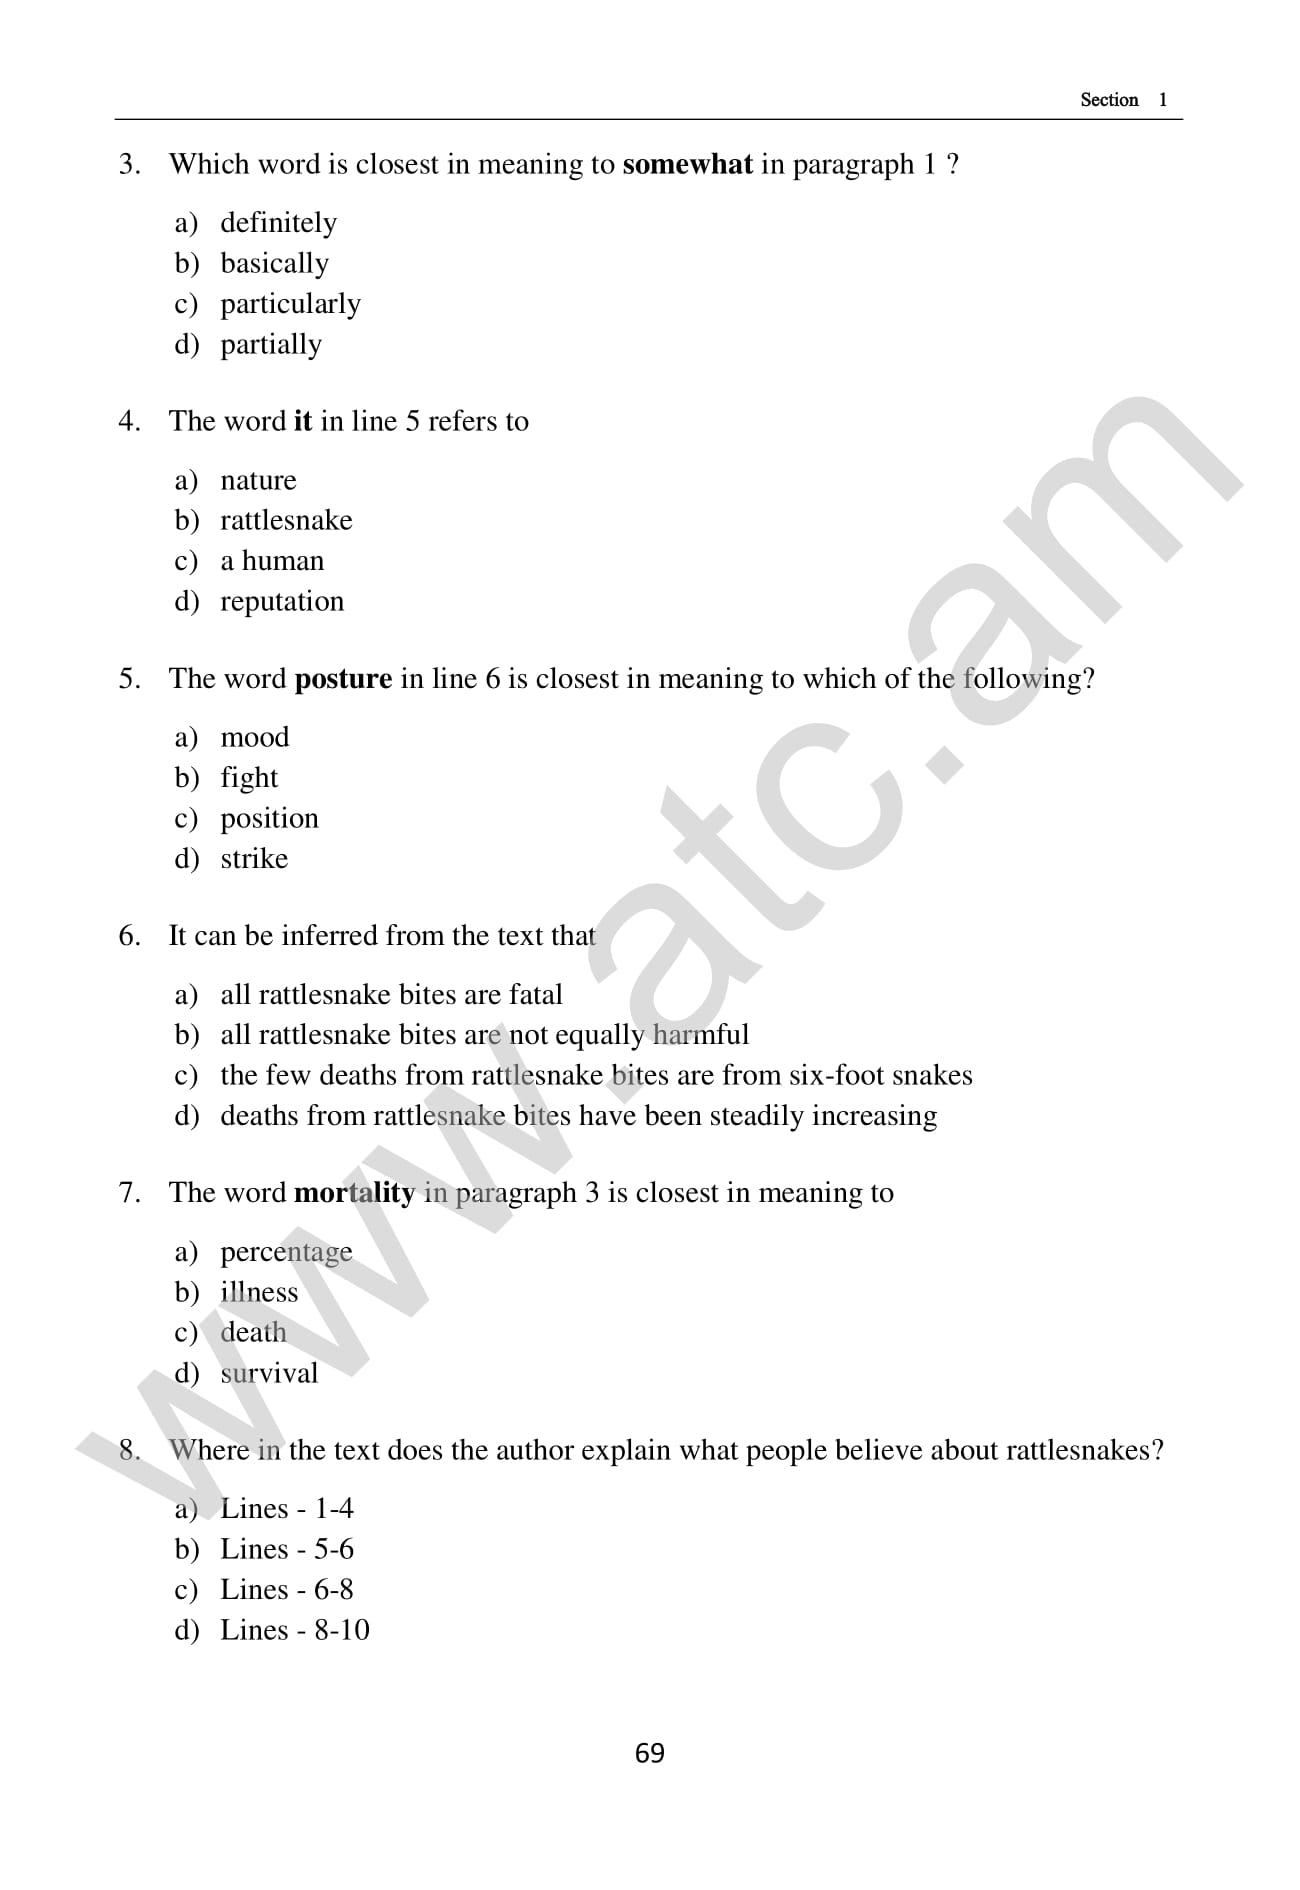 Section 1
3. Which word is closest in meaning to somewhat in paragraph 1 ?
a) definitely
b) basically
c) particularly
d) partially
4. The word it in line 5 refers to
a) nature
b) rattlesnake
c) a human
d) reputation
5. The word posture in line 6 is closest in meaning to which of the following?
a) mood
b) fight
c) position
d) strike
6. It can be inferred from the text that
a) all rattlesnake bites are fatal
b) all rattlesnake bites are not equally harmful
c) the few deaths from rattlesnake bites are from six-foot snakes
d) deaths from rattlesnake bites have been steadily increasing
7. The word mortality in paragraph 3 is closest in meaning to
a) percentage
b) illness
c) death
d) survival
8. Where in the text does the author explain what people believe about rattlesnakes?
a) Lines - 1-4
b) Lines - 5-6
c) Lines - 6-8
d) Lines - 8-10
69
www.atc.am